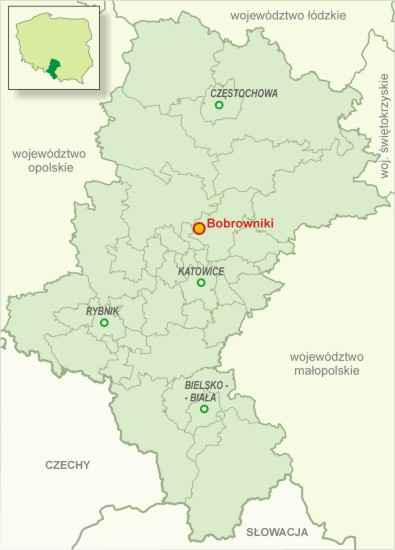 województwo łódzkie
CZĘSTOCHOWA
woj. świętokrzyskie
województwo
opolskie
Bobrowniki
KATOWICE
RYBNIK
województwo
małopolskie
BIELSKO -
- BIAŁA
CZECHY
SŁOWACJA